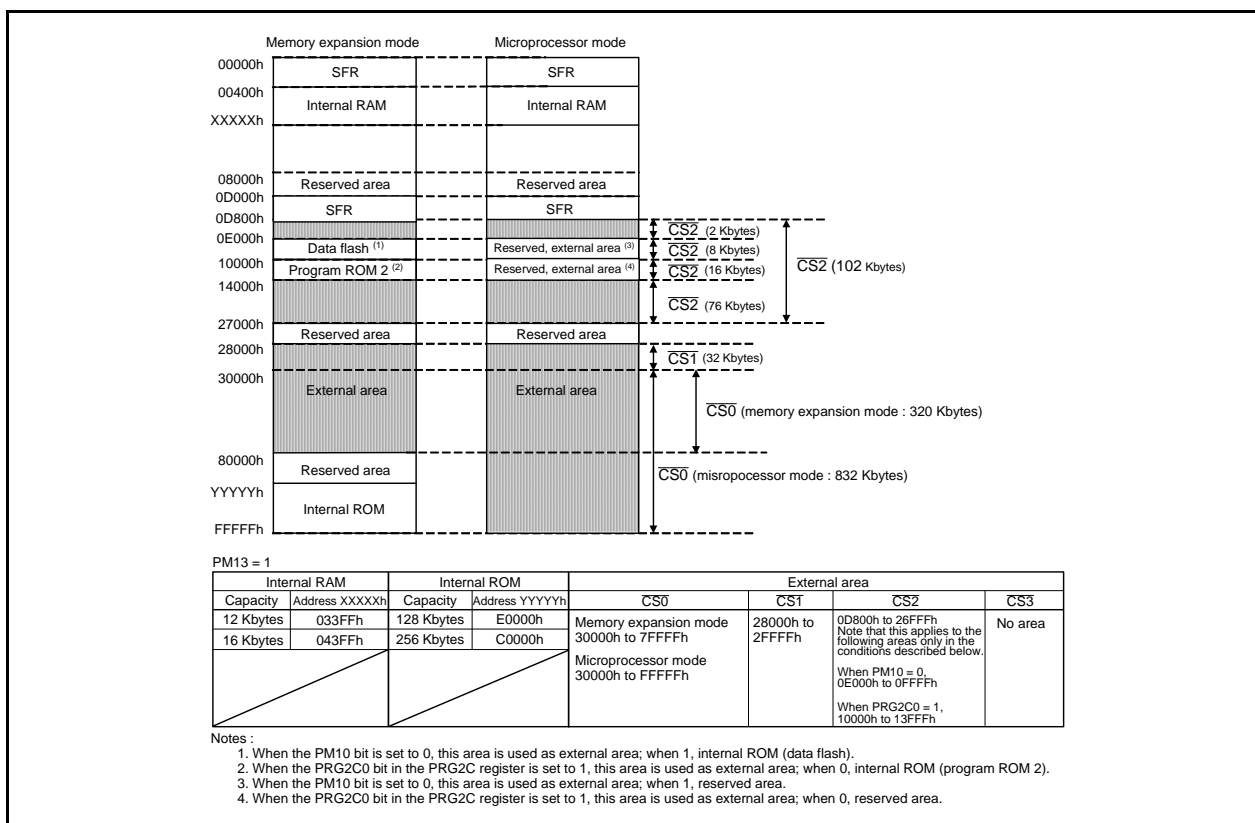 Memory expansion mode Microprocessor mode
00000h SFR SFR
00400h
Internal RAM Internal RAM
XXXXXh
08000h
Reserved area Reserved area
0D000h
SFR SFR
0D800h
CS2 (2 Kbytes)
0E000h
Data flash (1) Reserved, external area (3) CS2 (8 Kbytes)
10000h
Program ROM 2 (2) Reserved, external area (4) CS2 (16 Kbytes) CS2 (102 Kbytes)
14000h
CS2 (76 Kbytes)
27000h
Reserved area Reserved area
28000h
CS1 (32 Kbytes)
30000h
External area External area
CS0 (memory expansion mode : 320 Kbytes)
80000h
Reserved area
CS0 (misropocessor mode : 832 Kbytes)
YYYYYh
Internal ROM
FFFFFh
PM13 = 1
Internal RAM Internal ROM External area
Capacity Address XXXXXh Capacity Address YYYYYh CS0 CS1 CS2 CS3
12 Kbytes 033FFh 128 Kbytes E0000h
16 Kbytes 043FFh 256 Kbytes C0000h
Memory expansion mode
30000h to 7FFFFh
Microprocessor mode
30000h to FFFFFh
28000h to
2FFFFh
0D800h to 26FFFh
Note that this applies to the
following areas only in the
conditions described below.
When PM10 = 0,
0E000h to 0FFFFh
When PRG2C0 = 1,
10000h to 13FFFh
No area
Notes :
1. When the PM10 bit is set to 0, this area is used as external area; when 1, internal ROM (data flash).
2. When the PRG2C0 bit in the PRG2C register is set to 1, this area is used as external area; when 0, internal ROM (program ROM 2).
3. When the PM10 bit is set to 0, this area is used as external area; when 1, reserved area.
4. When the PRG2C0 bit in the PRG2C register is set to 1, this area is used as external area; when 0, reserved area.